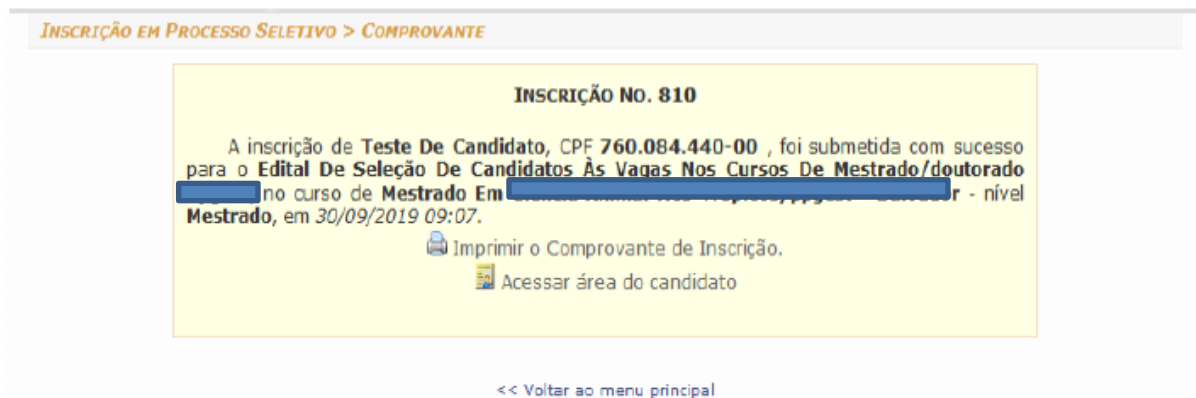 INSCRIÇÃO EM PROCESSO SELETIVO > COMPROVANTE
INSCRIÇÃO NO. 810
A inscrição de Teste De Candidato, CPF 760.084.440-00 , foi submetida com sucesso
para o Edital De Seleção De Candidatos Às Vagas Nos Cursos De Mestrado/doutorado
no curso de Mestrado Em - nível
Mestrado, em 30/09/2019 09:07.
Imprimir o Comprovante de Inscrição.
Acessar área do candidato
<< Voltar ao menu principal